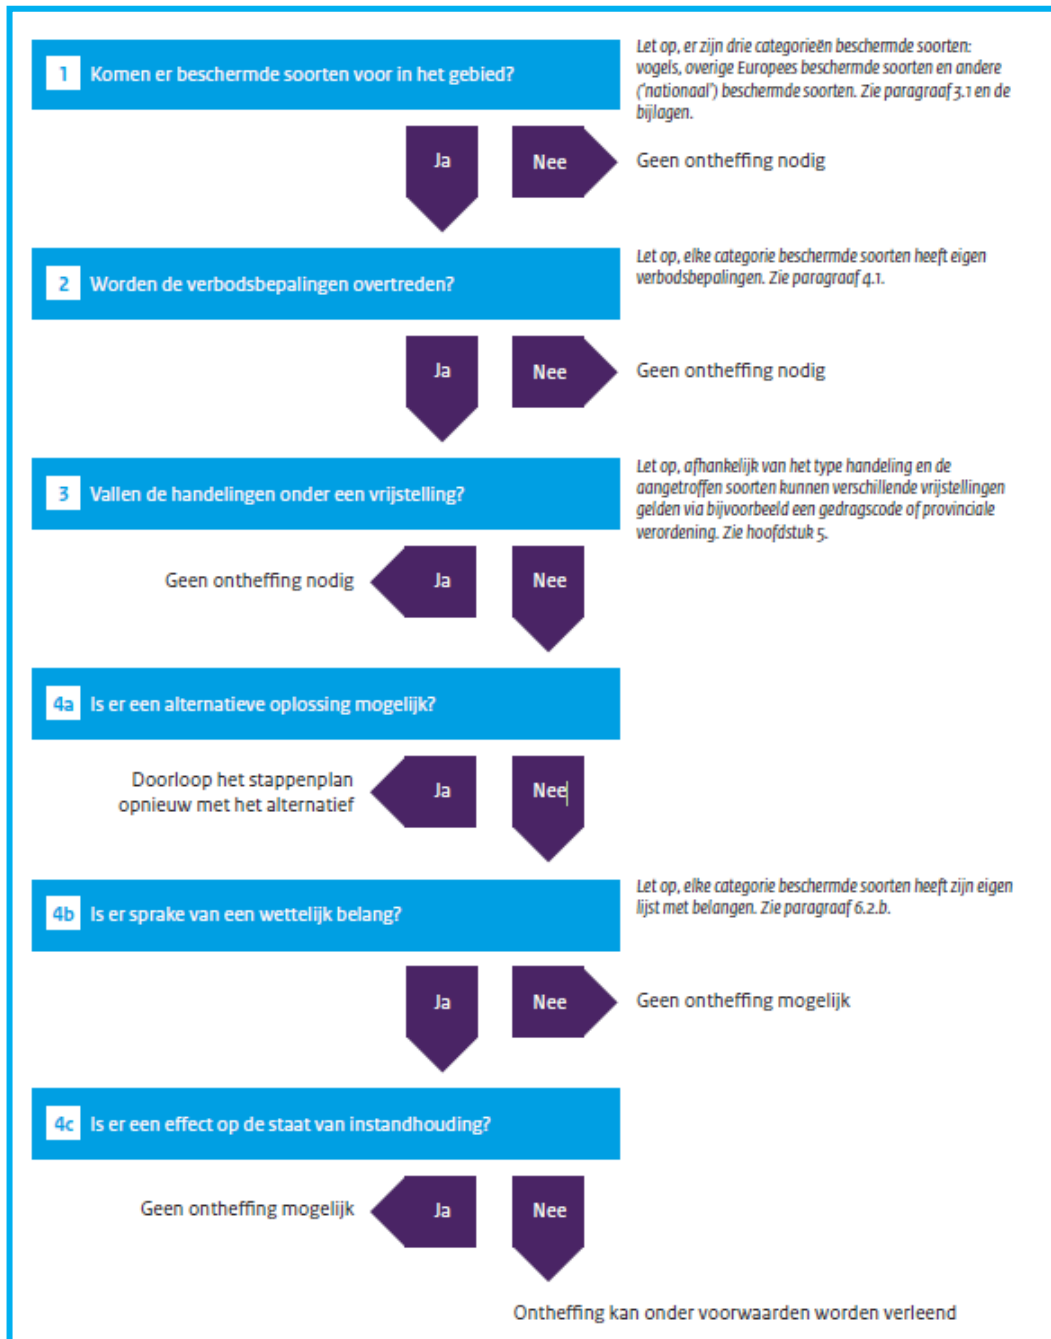 1 Komen er beschermde soorten voor in het gebied?
Let op, er zijn drie categorieën beschermde soorten:
vogels, overige Europees beschermde soorten en andere
('nationaal') beschermde soorten. Zie paragraaf 3.1 en de
bijlagen.
Ja
Nee
Geen ontheffing nodig
2 Worden de verbodsbepalingen overtreden?
Let op, elke categorie beschermde soorten heeft eigen
verbodsbepalingen. Zie paragraaf 4.1.
Ja
Nee
Geen ontheffing nodig
3 Vallen de handelingen onder een vrijstelling?
Let op, afhankelijk van het type handeling en de
aangetroffen soorten kunnen verschillende vrijstellingen
gelden via bijvoorbeeld een gedragscode of provinciale
verordening. Zie hoofdstuk 5.
Geen ontheffing nodig
Ja
Nee
4a Is er een alternatieve oplossing mogelijk?
Doorloop het stappenplan
opnieuw met het alternatief
Ja
Nee
4b Is er sprake van een wettelijk belang?
Let op, elke categorie beschermde soorten heeft zijn eigen
lijst met belangen. Zie paragraaf 6.2.b.
Ja
Nee
Geen ontheffing mogelijk
4c Is er een effect op de staat van instandhouding?
Geen ontheffing mogelijk
Ja
Nee
Ontheffing kan onder voorwaarden worden verleend